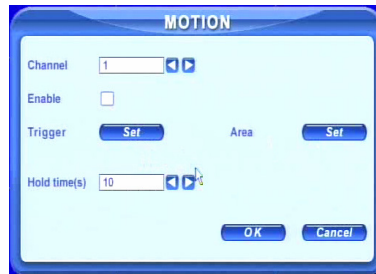 MOTION
Channel 1
Enable
Trigger Set Area Set
Hold time(s) 10
OK Cancel